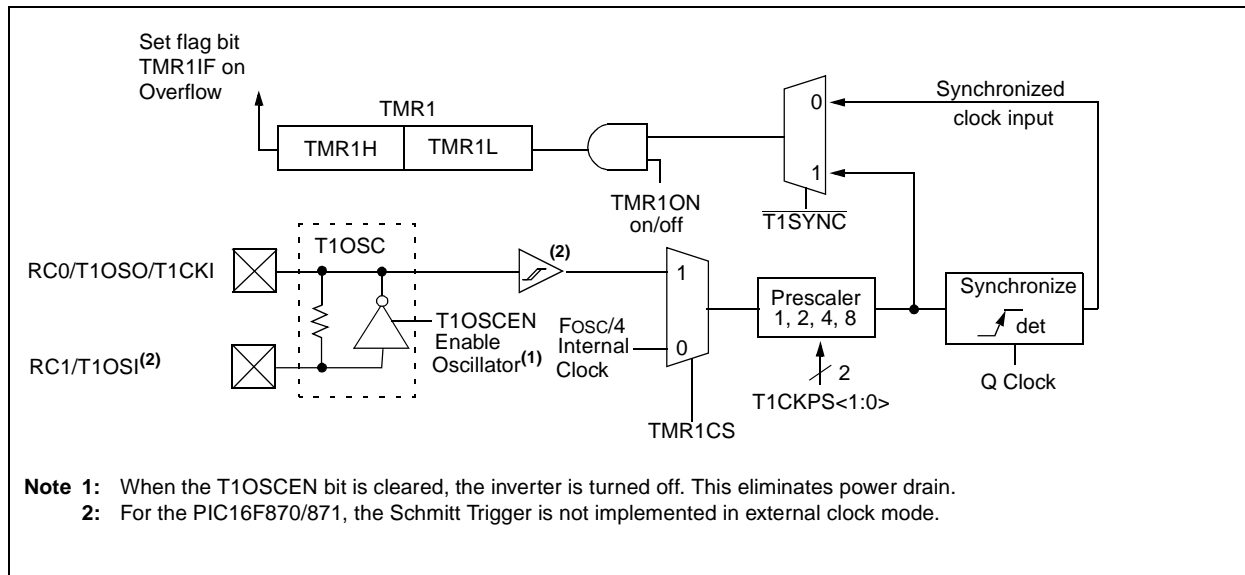 Set flag bit
TMR1IF on
Overflow
TMR1
TMR1H
TMR1L
TMR1ON
on/off
0
1
T1SYNC
Synchronized
clock input
T1OSC
RC0/T1OSO/T1CKI
RC1/T1OSI(2)
T1OSCEN
Enable
Oscillator(1)
(2)
FOSC/4
Internal
Clock
1
0
TMR1CS
Prescaler
1, 2, 4, 8
2
T1CKPS<1:0>
Synchronize
det
Q Clock
Note 1: When the T1OSCEN bit is cleared, the inverter is turned off. This eliminates power drain.
2: For the PIC16F870/871, the Schmitt Trigger is not implemented in external clock mode.